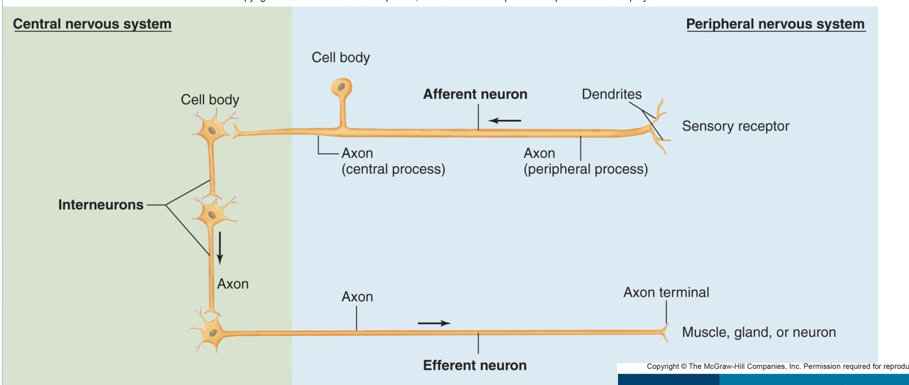 Central nervous system
Peripheral nervous system
Cell body
Cell body
Afferent neuron
Dendrites
Sensory receptor
Axon
(central process)
Axon
(peripheral process)
Interneurons
Axon
Axon
Axon terminal
Muscle, gland, or neuron
Efferent neuron
Copyright © The McGraw-Hill Companies, Inc. Permission required for